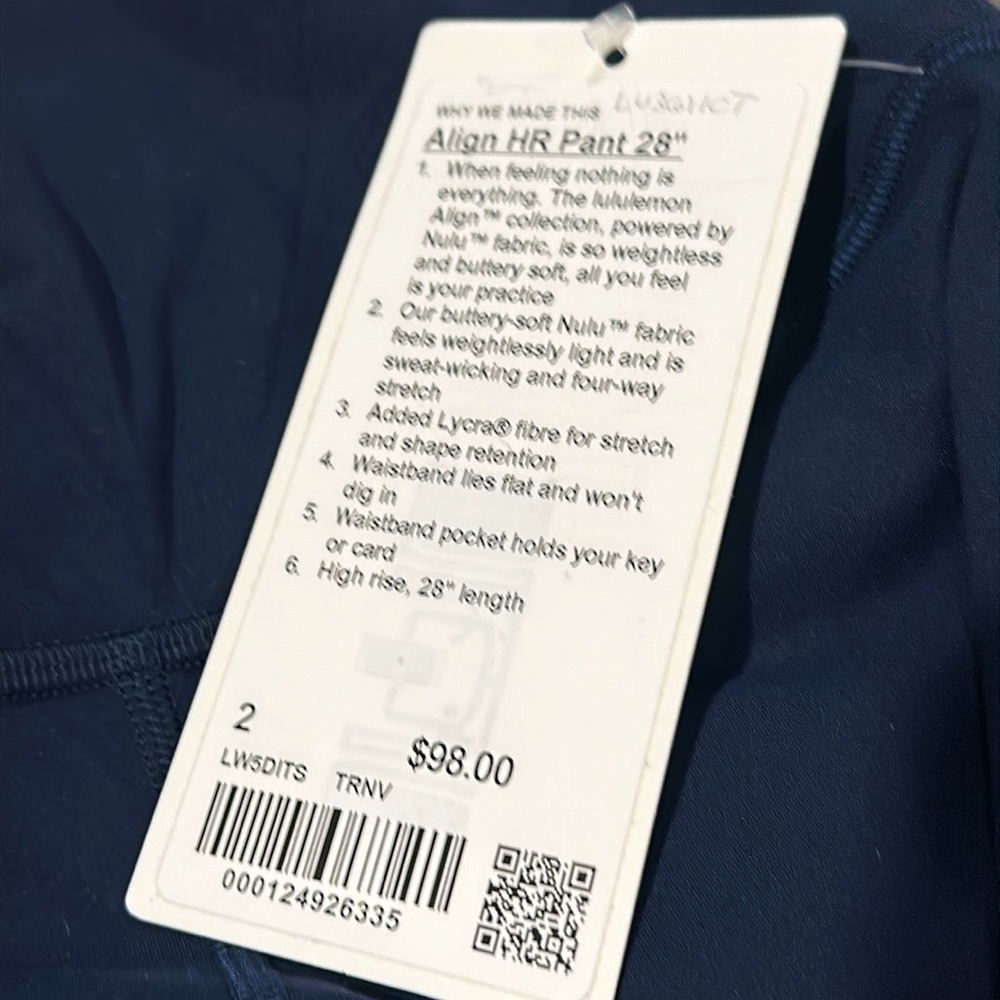 WHY WE MADE THIS
Align HR Pant 28"
1. When feeling nothing is
everything. The lululemon
Align™ collection, powered by
Nulu™ fabric, is so weightless
and buttery soft, all you feel
is your practice
2. Our buttery-soft Nulu™ fabric
feels weightlessly light and is
sweat-wicking and four-way
stretch
3. Added Lycra® fibre for stretch
and shape retention
4. Waistband lies flat and won't
dig in
5. Waistband pocket holds your key
or card
6. High rise, 28" length
2
$98.00
LW5DITS TRNV
000124926335